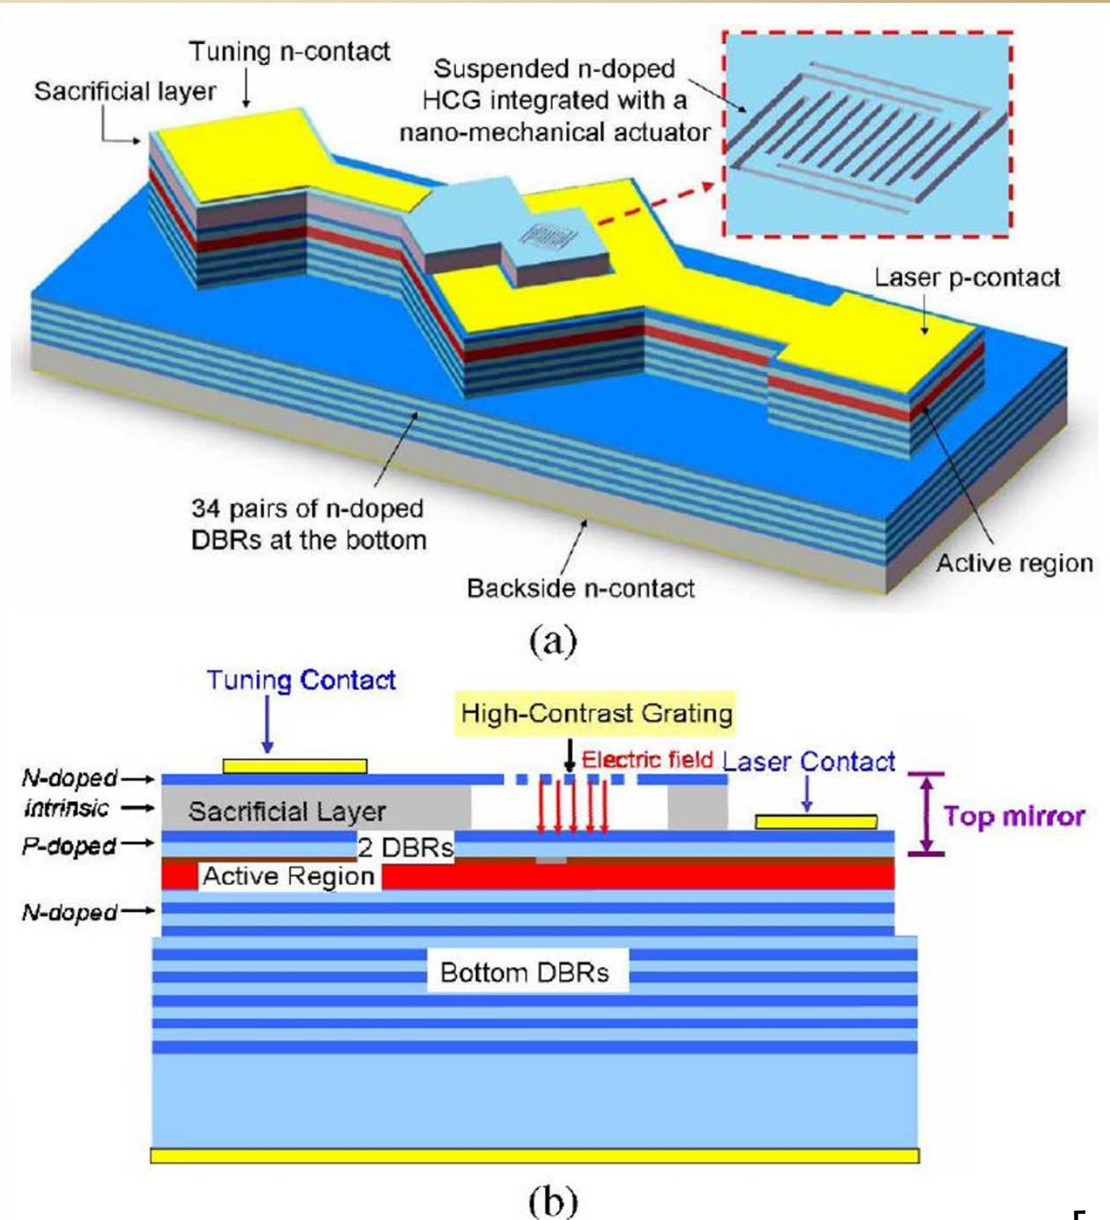 Tuning n-contact
Sacrificial layer
Suspended n-doped
HCG integrated with a
nano-mechanical actuator
Laser p-contact
34 pairs of n-doped
DBRs at the bottom
Active region
Backside n-contact
(a)
Tuning Contact
High-Contrast Grating
Electric field
Laser Contact
N-doped
intrinsic
Sacrificial Layer
Top mirror
P-doped
2 DBRs
Active Region
N-doped
Bottom DBRs
(b)